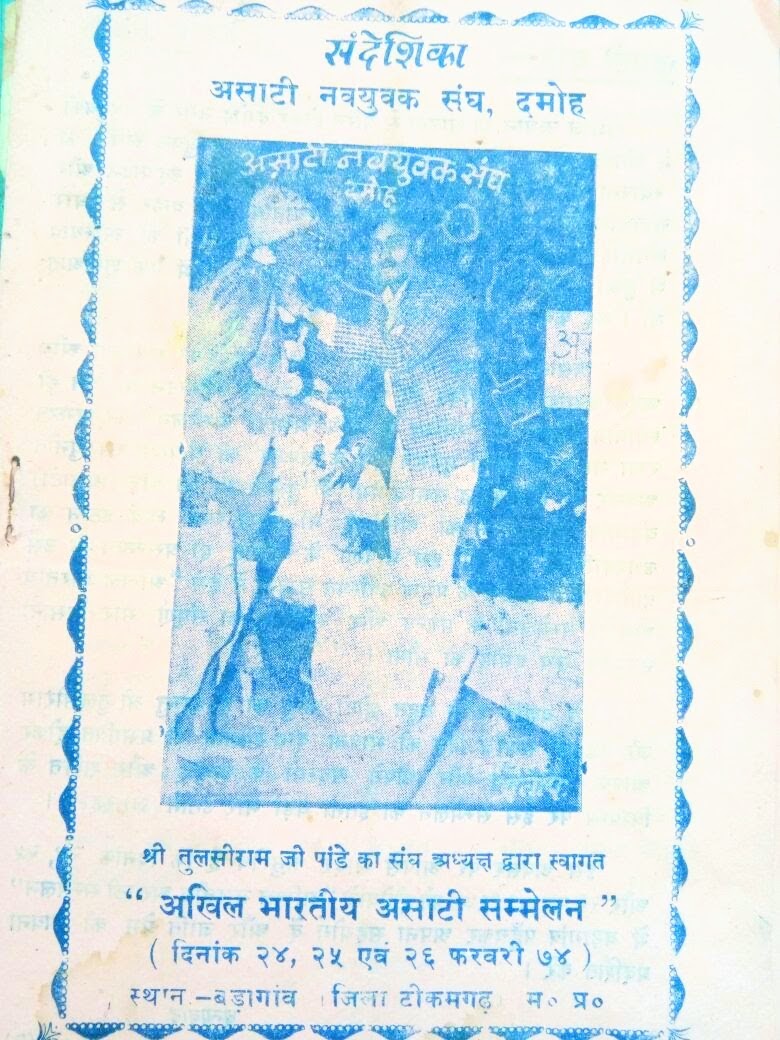 संदेशिका
असाटी नवयुवक संघ, दमोह
असाटी नवयुवक संघ
दमोह
श्री तुलसीराम जी पांडे का संघ अध्यक्ष द्वारा स्वागत
“ अखिल भारतीय असाटी सम्मेलन ”
( दिनांक २४, २५ एवं २६ फरवरी ७४ )
स्थान-बडागांव जिला टीकमगढ़ म० प्र०